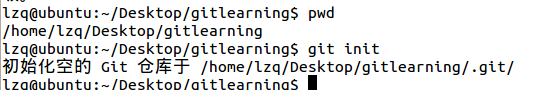 lzq@ubuntu:~/Desktop/gitlearning$ pwd
/home/lzq/Desktop/gitlearning
lzq@ubuntu:~/Desktop/gitlearning$ git init
初始化空的 Git 仓库于 /home/lzq/Desktop/gitlearning/.git/
lzq@ubuntu:~/Desktop/gitlearning$